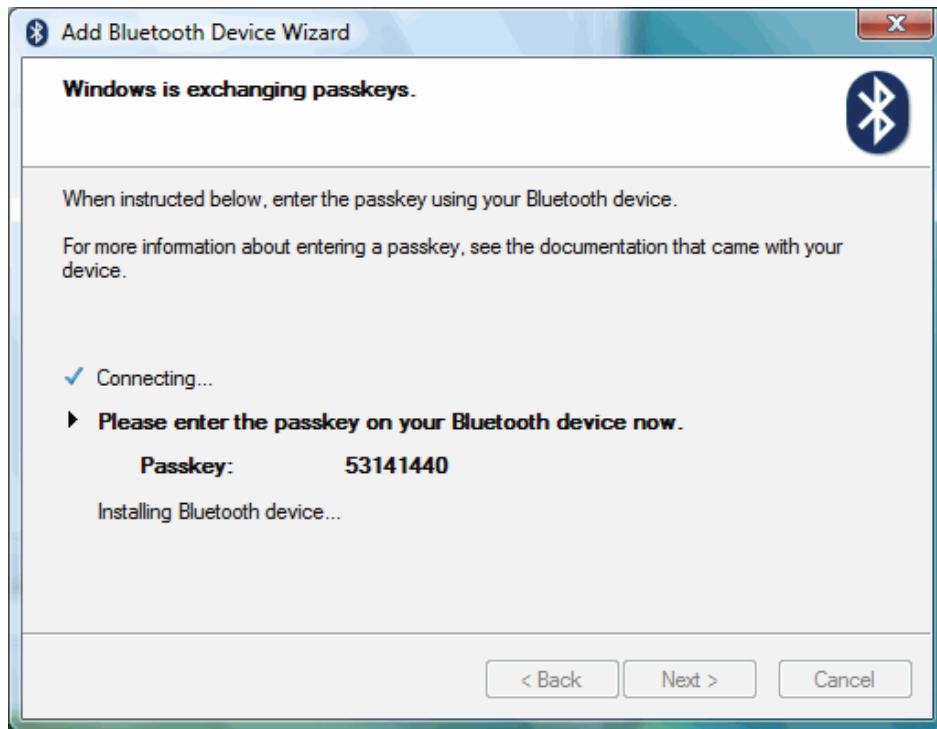 Add Bluetooth Device Wizard
Windows is exchanging passkeys.
When instructed below, enter the passkey using your Bluetooth device.
For more information about entering a passkey, see the documentation that came with your
device.
Connecting...
Please enter the passkey on your Bluetooth device now.
Passkey: 53141440
Installing Bluetooth device...
< Back Next > Cancel